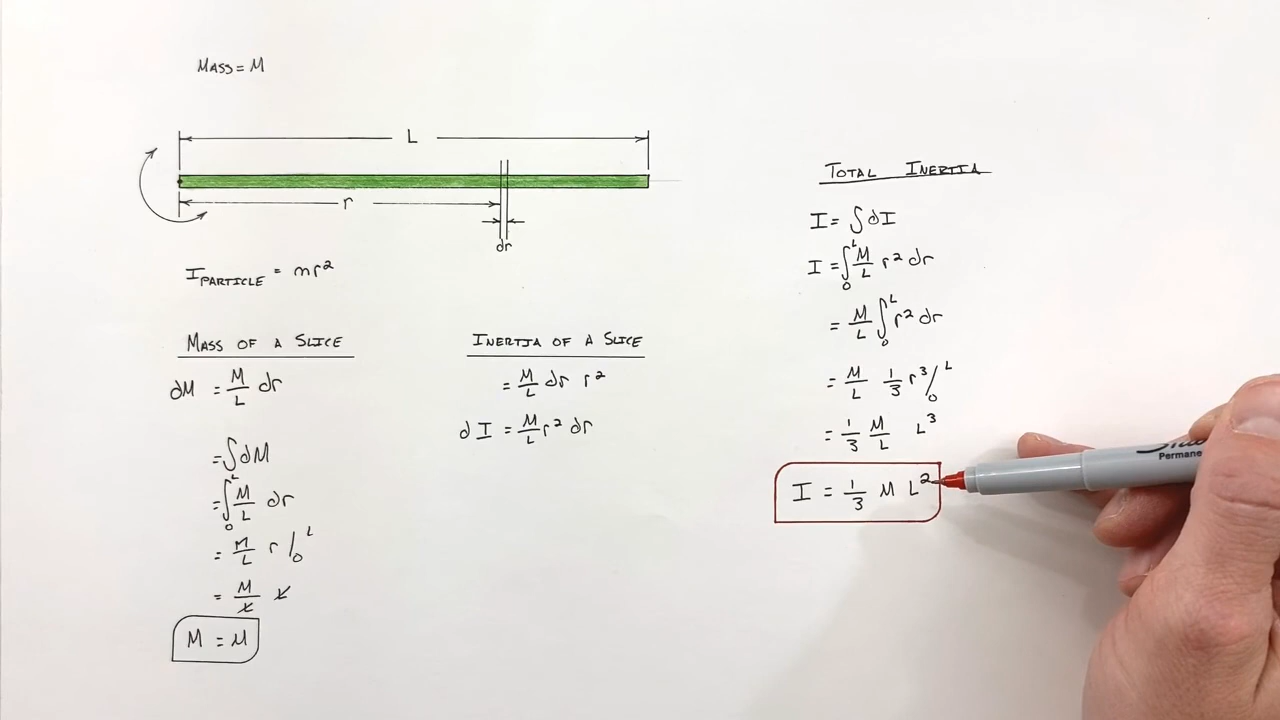 MASS = M
L
r
dr
I PARTICLE = mr²
MASS OF A SLICE
dM = M/L dr
= ∫dM
= ∫₀ᴸ M/L dr
= M/L r /₀ᴸ
= M/L L
M = M
INERTIA OF A SLICE
= M/L dr r²
dI = M/L r² dr
TOTAL INERTIA
I = ∫dI
I = ∫₀ᴸ M/L r² dr
= M/L ∫₀ᴸ r² dr
= M/L 1/3 r³/₀ᴸ
= 1/3 M/L L³
I = 1/3 M L²
Permane